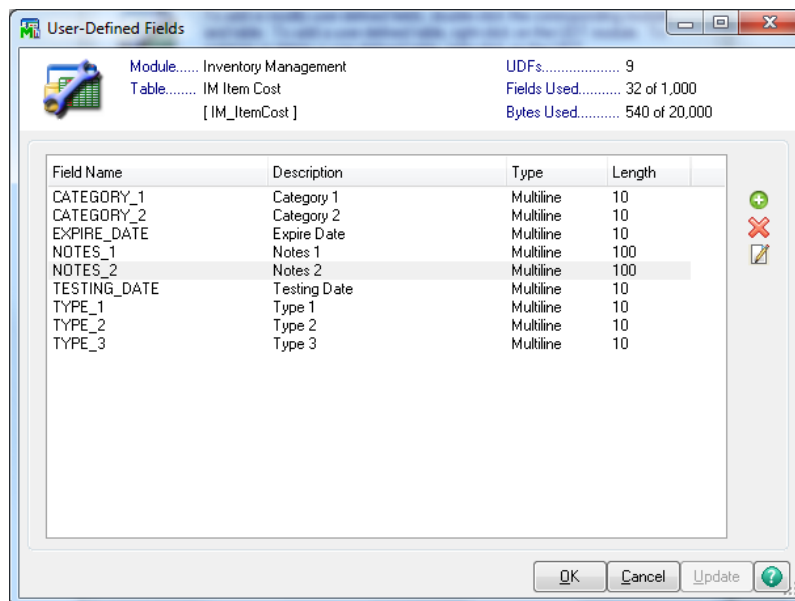 User-Defined Fields
Module...... Inventory Management
UDFs................... 9
Table........ IM Item Cost
Fields Used.......... 32 of 1,000
[ IM_ItemCost ]
Bytes Used........... 540 of 20,000
Field Name Description Type Length
CATEGORY_1 Category 1 Multiline 10
CATEGORY_2 Category 2 Multiline 10
EXPIRE_DATE Expire Date Multiline 10
NOTES_1 Notes 1 Multiline 100
NOTES_2 Notes 2 Multiline 100
TESTING_DATE Testing Date Multiline 10
TYPE_1 Type 1 Multiline 10
TYPE_2 Type 2 Multiline 10
TYPE_3 Type 3 Multiline 10
OK Cancel Update